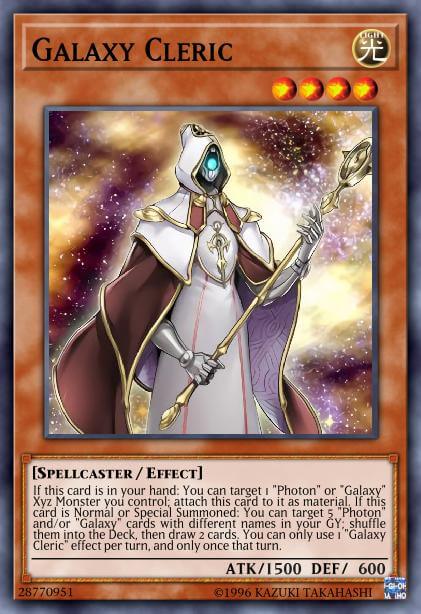 Galaxy Cleric
LIGHT
光
[Spellcaster / Effect]
If this card is in your hand: You can target 1 "Photon" or "Galaxy"
Xyz Monster you control; attach this card to it as material. If this
card is Normal or Special Summoned: You can target 5 "Photon"
and/or "Galaxy" cards with different names in your GY; shuffle
them into the Deck, then draw 2 cards. You can only use 1 "Galaxy
Cleric" effect per turn, and only once that turn.
ATK/1500 DEF/ 600
28770951
©1996 KAZUKI TAKAHASHI